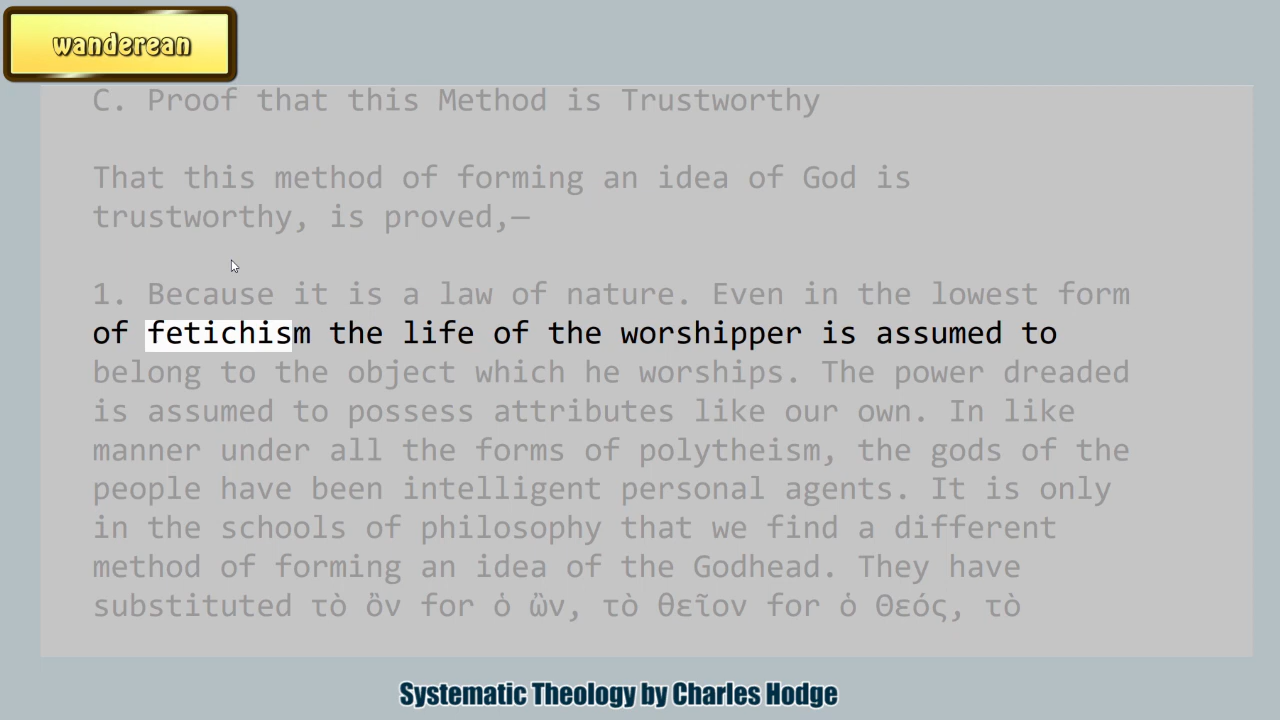 wanderean
C. Proof that this Method is Trustworthy
That this method of forming an idea of God is
trustworthy, is proved,—
1. Because it is a law of nature. Even in the lowest form
of fetichism the life of the worshipper is assumed to
belong to the object which he worships. The power dreaded
is assumed to possess attributes like our own. In like
manner under all the forms of polytheism, the gods of the
people have been intelligent personal agents. It is only
in the schools of philosophy that we find a different
method of forming an idea of the Godhead. They have
substituted τὸ ὂν for ὁ ὢν, τὸ θεῖον for ὁ Θεός, τὸ
Systematic Theology by Charles Hodge